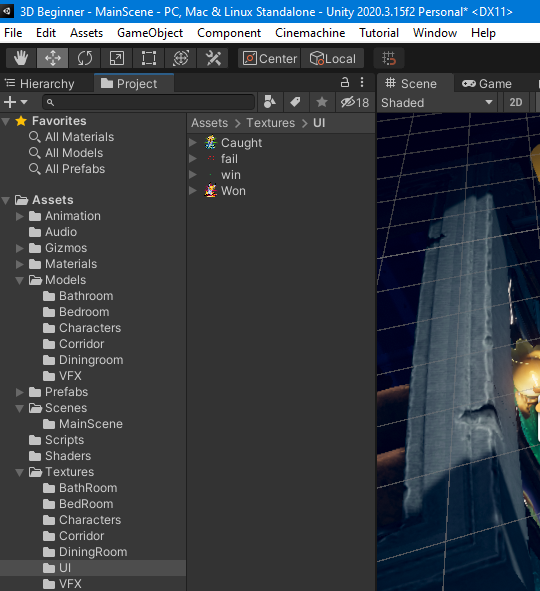 3D Beginner - MainScene - PC, Mac & Linux Standalone - Unity 2020.3.15f2 Personal* <DX11>
File Edit Assets GameObject Component Cinemachine Tutorial Window Help
Center Local
Hierarchy Project Scene Game
18 Shaded 2D
Favorites
All Materials
All Models
All Prefabs
Assets
Animation
Audio
Gizmos
Materials
Models
Bathroom
Bedroom
Characters
Corridor
Diningroom
VFX
Prefabs
Scenes
MainScene
Scripts
Shaders
Textures
BathRoom
BedRoom
Characters
Corridor
DiningRoom
UI
VFX
Assets > Textures > UI
Caught
fail
win
Won